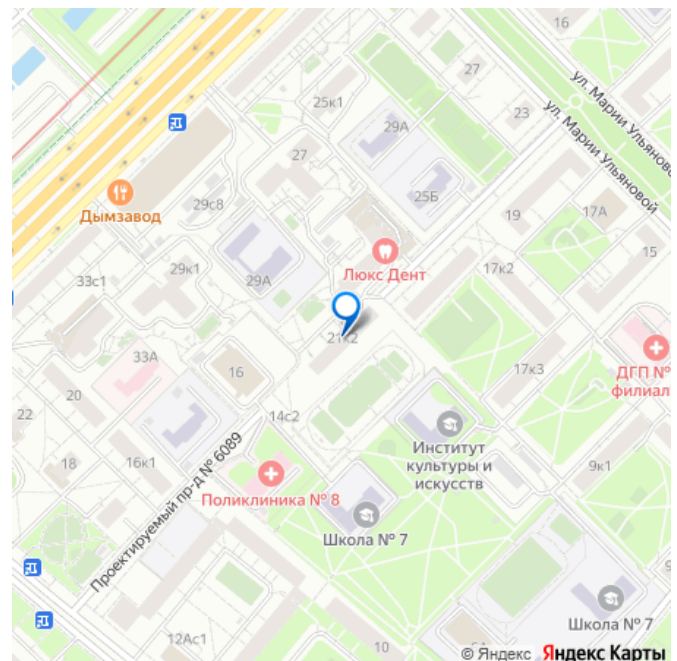 16
27
ул. Марии Ульяновой
25к1
29А
23
ул. Марии Ульяновой
27
Дымзавод
29с8
25Б
19
17А
15
Люкс Дент
17к2
33с1
29к1
29А
21к2
ДГП №
филиал
33А
16
17к3
20
22
14с2
Институт
культуры и
искусств
18
16к1
9к1
Поликлиника № 8
Проектируемый пр-д № 6089
Школа № 7
Школа № 7
12Ас1
10
© Яндекс Яндекс Карты